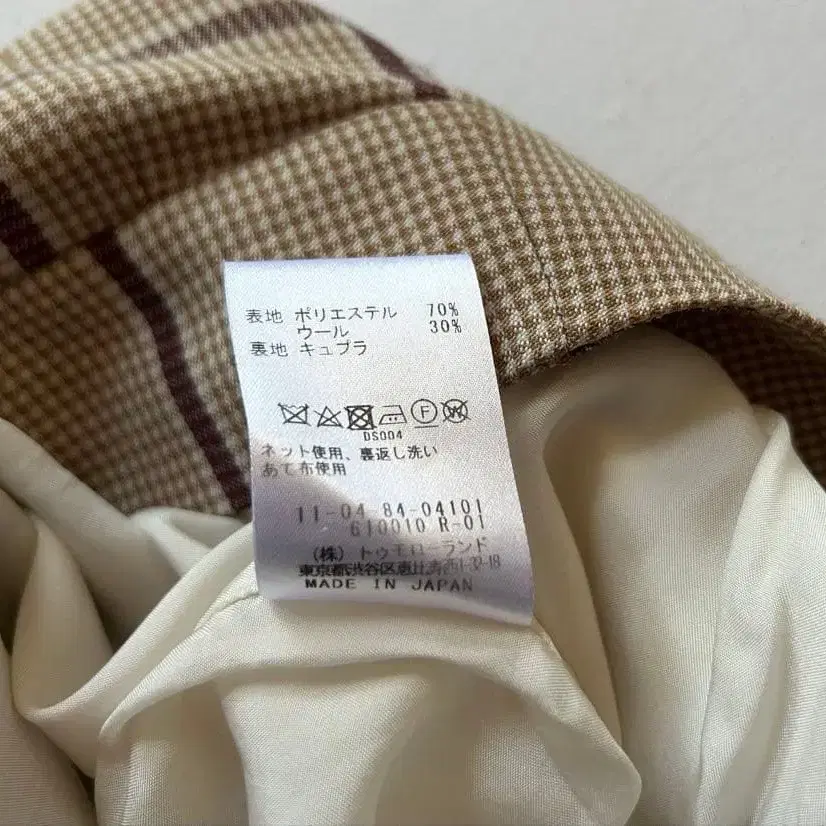 表地 ポリエステル 70%
ウール 30%
裏地 キュプラ
F W
DS004
ネット使用、裏返し洗い
あて布使用
11-04 84-04101
610010 R-01
(株) トゥモローランド
東京都渋谷区恵比寿西1-32-18
MADE IN JAPAN